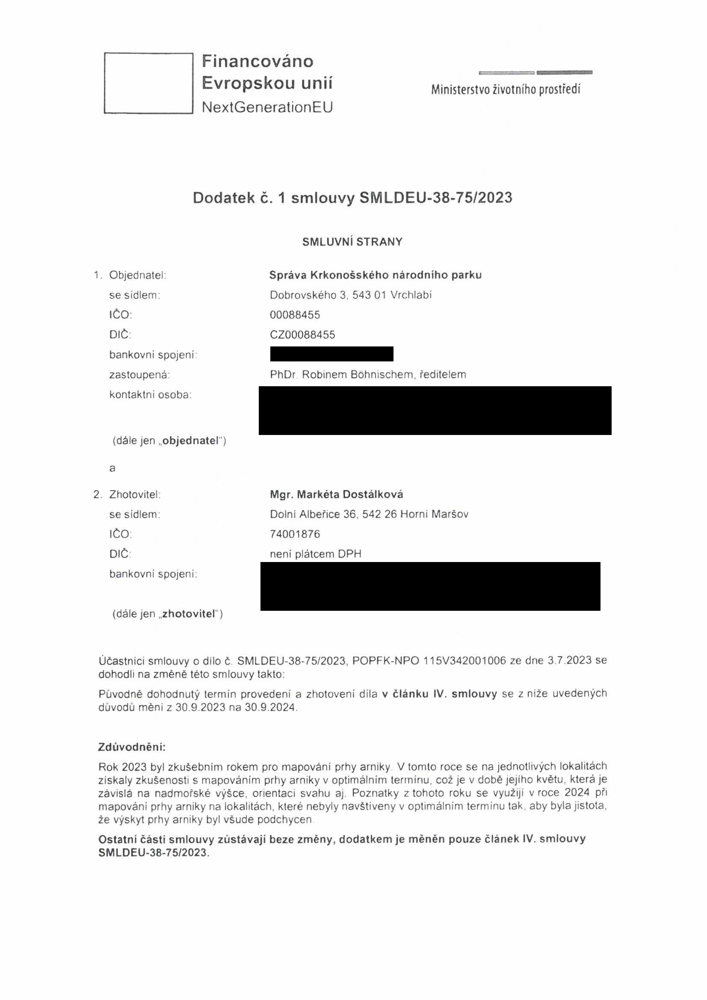 Financováno
Evropskou unií
NextGenerationEU
Ministerstvo životního prostředí
Dodatek č. 1 smlouvy SMLDEU-38-75/2023
SMLUVNÍ STRANY
1. Objednatel: Správa Krkonošského národního parku
se sídlem: Dobrovského 3, 543 01 Vrchlabí
IČO: 00088455
DIČ: CZ00088455
bankovní spojení:
zastoupená: PhDr. Robinem Böhnischem, ředitelem
kontaktní osoba:
(dále jen „objednatel“)
a
2. Zhotovitel: Mgr. Markéta Dostálková
se sídlem: Dolní Albeřice 36, 542 26 Horní Maršov
IČO: 74001876
DIČ: není plátcem DPH
bankovní spojení:
(dále jen „zhotovitel“)
Účastníci smlouvy o dílo č. SMLDEU-38-75/2023, POPFK-NPO 115V342001006 ze dne 3.7.2023 se
dohodli na změně této smlouvy takto:
Původně dohodnutý termín provedení a zhotovení díla v článku IV. smlouvy se z níže uvedených
důvodů mění z 30.9.2023 na 30.9.2024.
Zdůvodnění:
Rok 2023 byl zkušebním rokem pro mapování prhy arniky. V tomto roce se na jednotlivých lokalitách
získaly zkušenosti s mapováním prhy arniky v optimálním termínu, což je v době jejího květu, která je
závislá na nadmořské výšce, orientaci svahu aj. Poznatky z tohoto roku se využijí v roce 2024 při
mapování prhy arniky na lokalitách, které nebyly navštíveny v optimálním termínu tak, aby byla jistota,
že výskyt prhy arniky byl všude podchycen.
Ostatní části smlouvy zůstávají beze změny, dodatkem je měněn pouze článek IV. smlouvy
SMLDEU-38-75/2023.